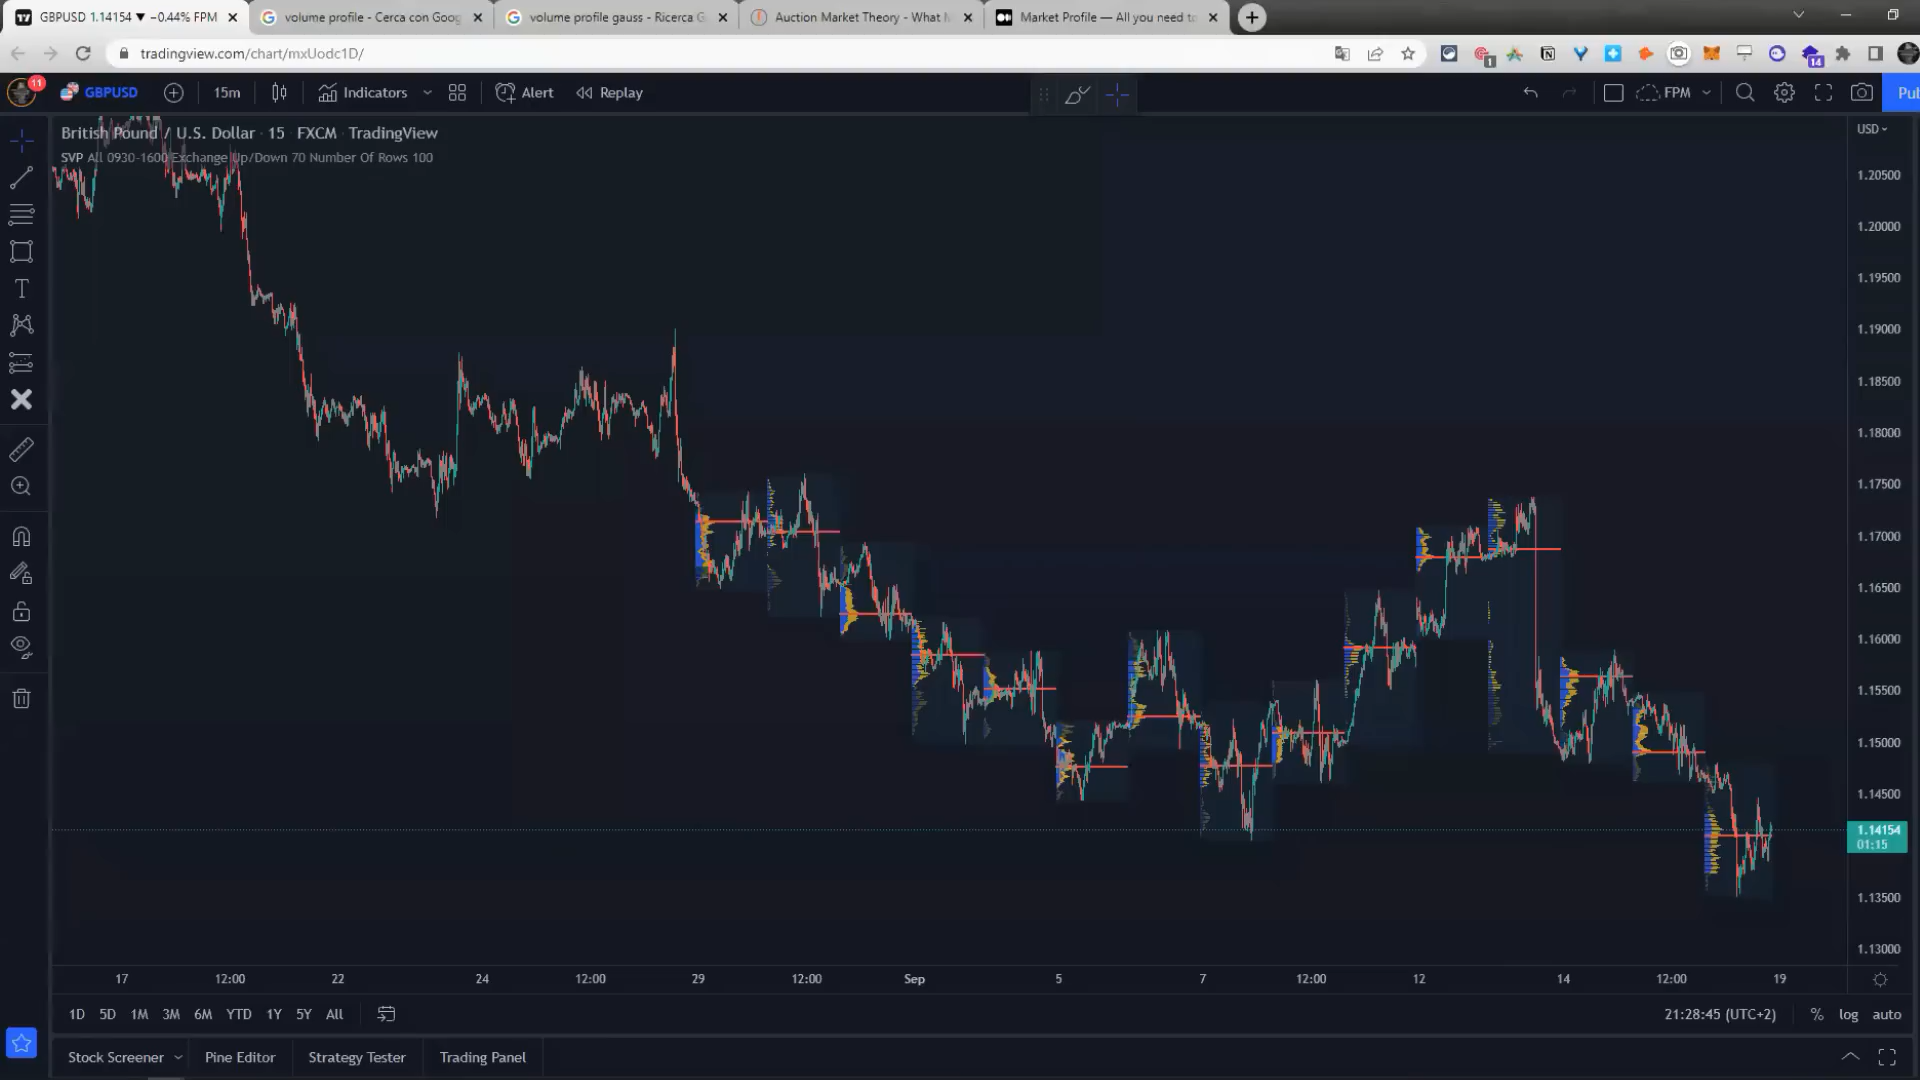 GBPUSD 1.14154 ▼ −0.44% FPM
volume profile - Cerca con Goog
volume profile gauss - Ricerca G
Auction Market Theory - What M
Market Profile — All you need to
tradingview.com/chart/mxUodc1D/
1
14
11
GBPUSD
15m
Indicators
Alert
Replay
FPM
Pub
British Pound / U.S. Dollar · 15 · FXCM · TradingView
SVP All 0930-1600 Exchange Up/Down 70 Number Of Rows 100
USD
1.20500
1.20000
1.19500
1.19000
1.18500
1.18000
1.17500
1.17000
1.16500
1.16000
1.15500
1.15000
1.14500
1.14154
01:15
1.13500
1.13000
17
12:00
22
24
12:00
29
12:00
Sep
5
7
12:00
12
14
12:00
19
1D 5D 1M 3M 6M YTD 1Y 5Y All
21:28:45 (UTC+2)
% log auto
Stock Screener
Pine Editor
Strategy Tester
Trading Panel